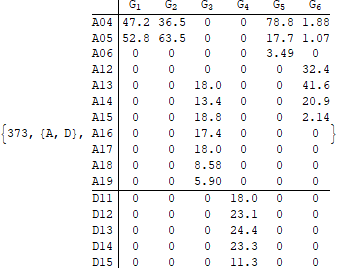 G₁ G₂ G₃ G₄ G₅ G₆
A04 47.2 36.5 0 0 78.8 1.88
A05 52.8 63.5 0 0 17.7 1.07
A06 0 0 0 0 3.49 0
A12 0 0 0 0 0 32.4
A13 0 0 18.0 0 0 41.6
A14 0 0 13.4 0 0 20.9
A15 0 0 18.8 0 0 2.14
{373, {A, D}, A16 0 0 17.4 0 0 0 }
A17 0 0 18.0 0 0 0
A18 0 0 8.58 0 0 0
A19 0 0 5.90 0 0 0
D11 0 0 0 18.0 0 0
D12 0 0 0 23.1 0 0
D13 0 0 0 24.4 0 0
D14 0 0 0 23.3 0 0
D15 0 0 0 11.3 0 0